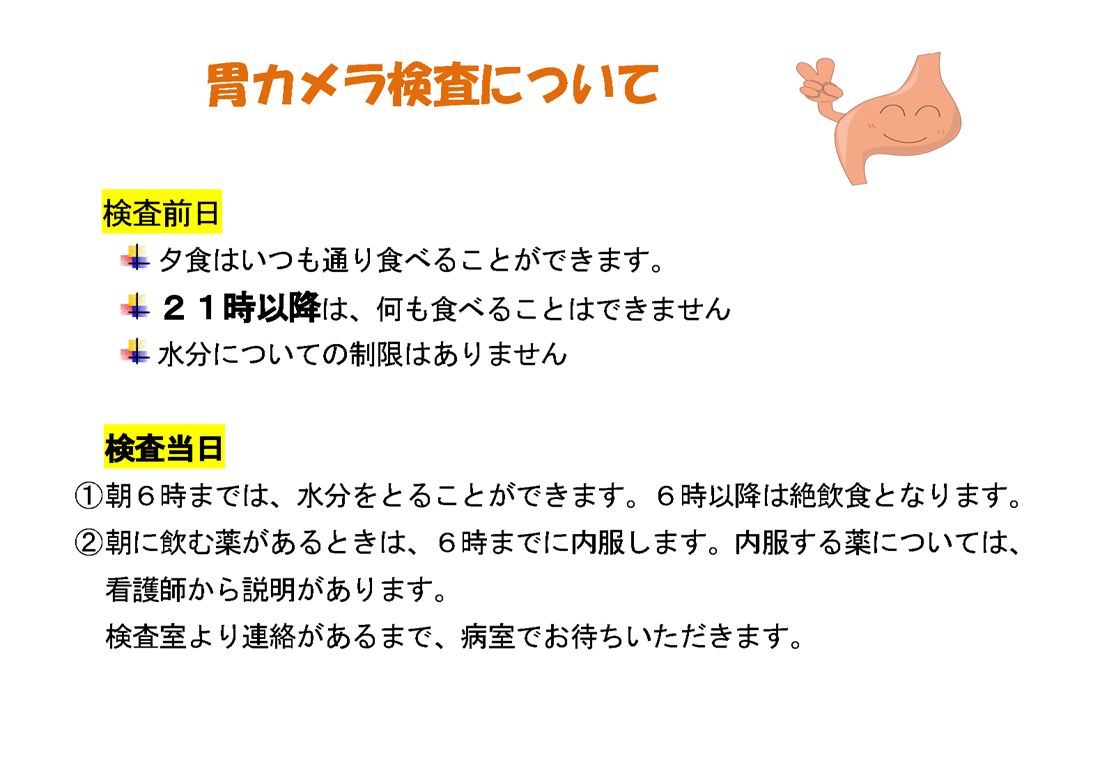 胃カメラ検査について
検査前日
夕食はいつも通り食べることができます。
２１時以降は、何も食べることはできません
水分についての制限はありません
検査当日
①朝６時までは、水分をとることができます。６時以降は絶飲食となります。
②朝に飲む薬があるときは、６時までに内服します。内服する薬については、
看護師から説明があります。
検査室より連絡があるまで、病室でお待ちいただきます。